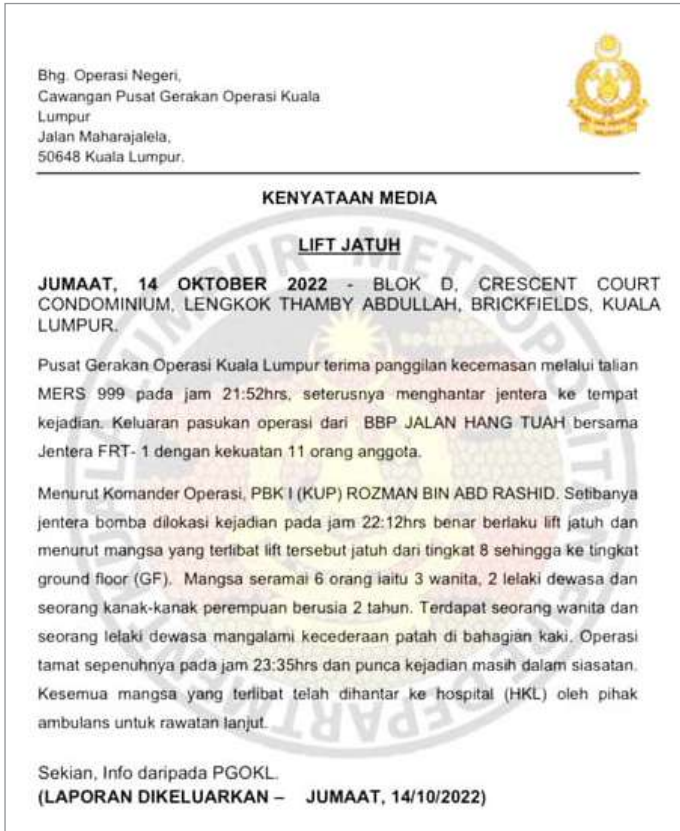 Bhg. Operasi Negeri,
Cawangan Pusat Gerakan Operasi Kuala
Lumpur
Jalan Maharajalela,
50648 Kuala Lumpur.
KENYATAAN MEDIA
LIFT JATUH
JUMAAT, 14 OKTOBER 2022 - BLOK D, CRESCENT COURT
CONDOMINIUM, LENGKOK THAMBY ABDULLAH, BRICKFIELDS, KUALA
LUMPUR.
Pusat Gerakan Operasi Kuala Lumpur terima panggilan kecemasan melalui talian
MERS 999 pada jam 21:52hrs, seterusnya menghantar jentera ke tempat
kejadian. Keluaran pasukan operasi dari BBP JALAN HANG TUAH bersama
Jentera FRT- 1 dengan kekuatan 11 orang anggota.
Menurut Komander Operasi, PBK I (KUP) ROZMAN BIN ABD RASHID. Setibanya
jentera bomba dilokasi kejadian pada jam 22:12hrs benar berlaku lift jatuh dan
menurut mangsa yang terlibat lift tersebut jatuh dari tingkat 8 sehingga ke tingkat
ground floor (GF). Mangsa seramai 6 orang iaitu 3 wanita, 2 lelaki dewasa dan
seorang kanak-kanak perempuan berusia 2 tahun. Terdapat seorang wanita dan
seorang lelaki dewasa mangalami kecederaan patah di bahagian kaki. Operasi
tamat sepenuhnya pada jam 23:35hrs dan punca kejadian masih dalam siasatan.
Kesemua mangsa yang terlibat telah dihantar ke hospital (HKL) oleh pihak
ambulans untuk rawatan lanjut.
Sekian, Info daripada PGOKL.
(LAPORAN DIKELUARKAN – JUMAAT, 14/10/2022)
KUALA LUMPUR METROPOLITAN FIRE DEPARTMENT